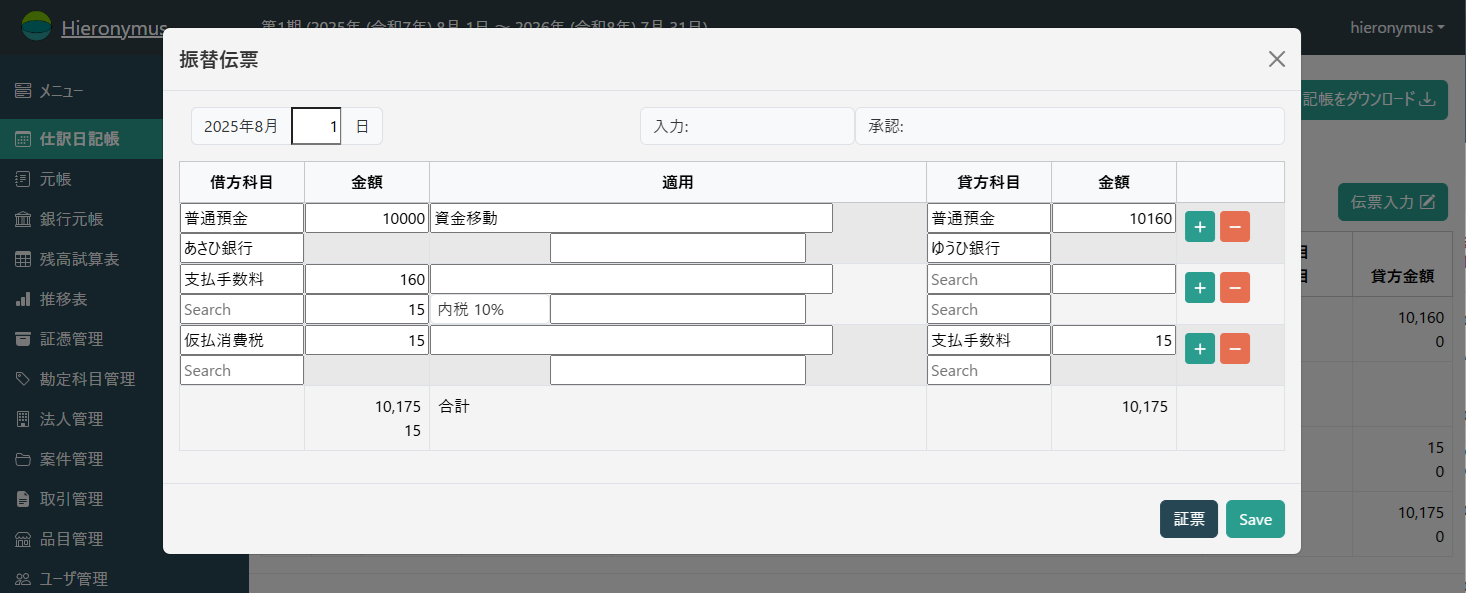 Hieronymus
第1期 (2025年 (令和7年) 8月 1日 ～ 2026年 (令和8年) 7月 31日)
hieronymus
振替伝票
メニュー
仕訳日記帳
元帳
銀行元帳
残高試算表
推移表
証憑管理
勘定科目管理
法人管理
案件管理
取引管理
品目管理
ユーザ管理
記帳をダウンロード
伝票入力
2025年8月 1 日 入力: 承認:
借方科目 金額 適用 貸方科目 金額
普通預金 10000 資金移動 普通預金 10160 + −
あさひ銀行 ゆうひ銀行
支払手数料 160 Search + −
Search 15 内税 10% Search
仮払消費税 15 支払手数料 15 + −
Search Search
10,175 合計 10,175
15
証票 Save
目
目 貸方金額
10,160
0
15
0
10,175
0